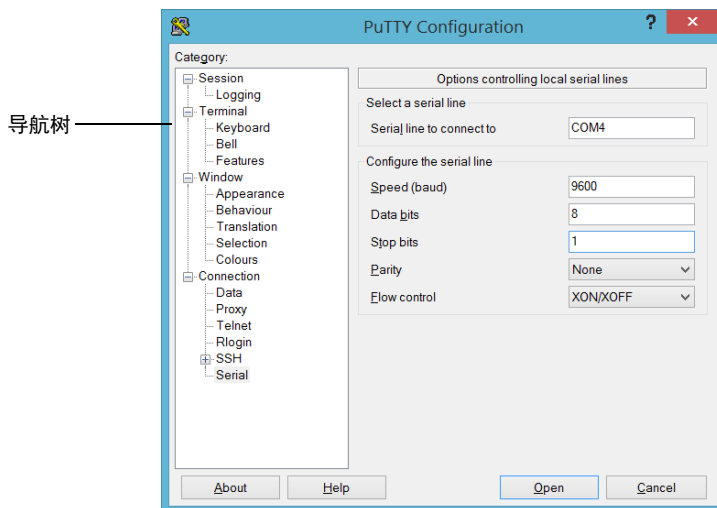 PuTTY Configuration
?
×
Category:
Session
Logging
Terminal
Keyboard
Bell
Features
Window
Appearance
Behaviour
Translation
Selection
Colours
Connection
Data
Proxy
Telnet
Rlogin
SSH
Serial
导航树
Options controlling local serial lines
Select a serial line
Serial line to connect to COM4
Configure the serial line
Speed (baud) 9600
Data bits 8
Stop bits 1
Parity None
Flow control XON/XOFF
About Help Open Cancel